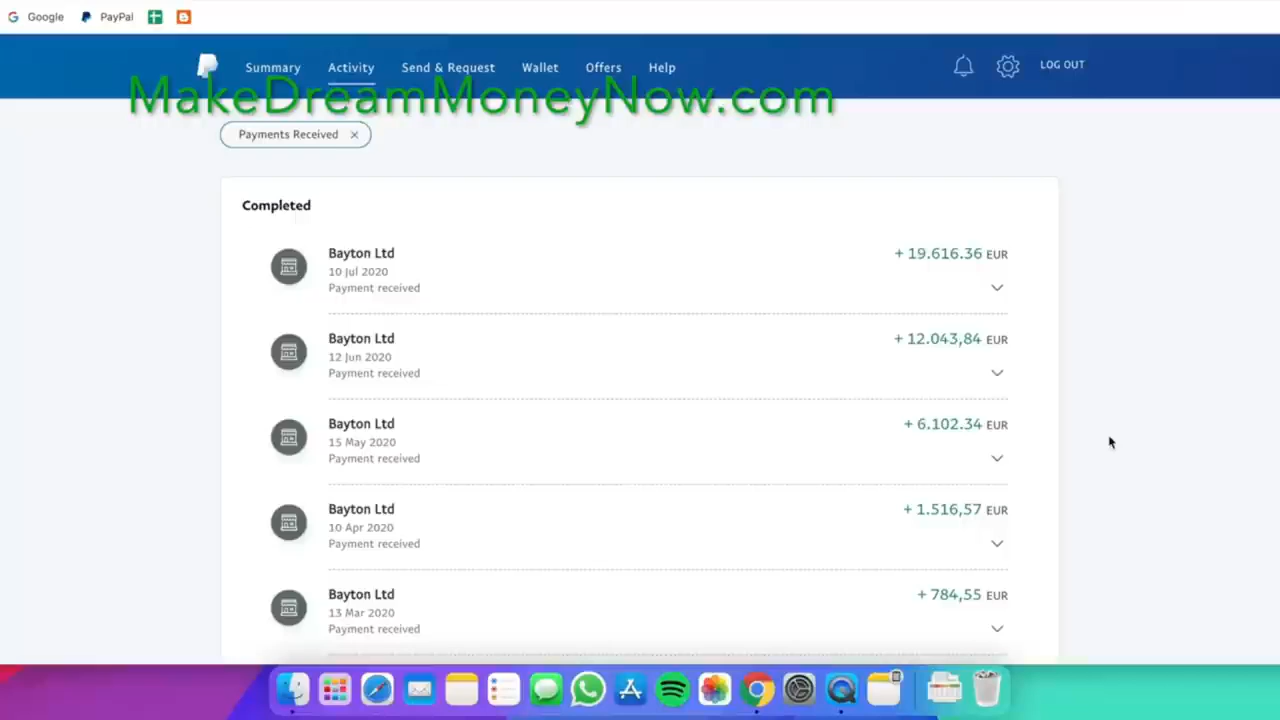 Google PayPal
Summary Activity Send & Request Wallet Offers Help LOG OUT
MakeDreamMoneyNow.com
Payments Received
Completed
Bayton Ltd + 19.616.36 EUR
10 Jul 2020
Payment received
Bayton Ltd + 12.043,84 EUR
12 Jun 2020
Payment received
Bayton Ltd + 6.102.34 EUR
15 May 2020
Payment received
Bayton Ltd + 1.516,57 EUR
10 Apr 2020
Payment received
Bayton Ltd + 784,55 EUR
13 Mar 2020
Payment received